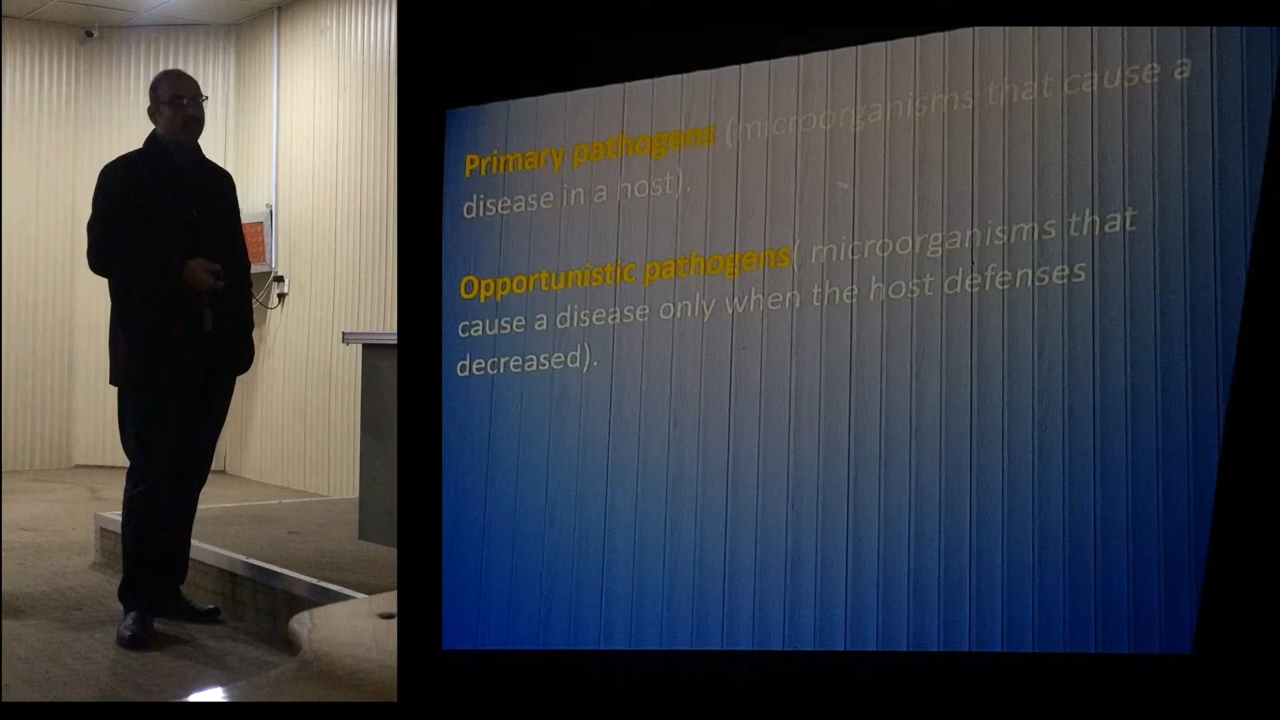 Primary pathogens (microorganisms that cause a
disease in a host).
Opportunistic pathogens( microorganisms that
cause a disease only when the host defenses
decreased).